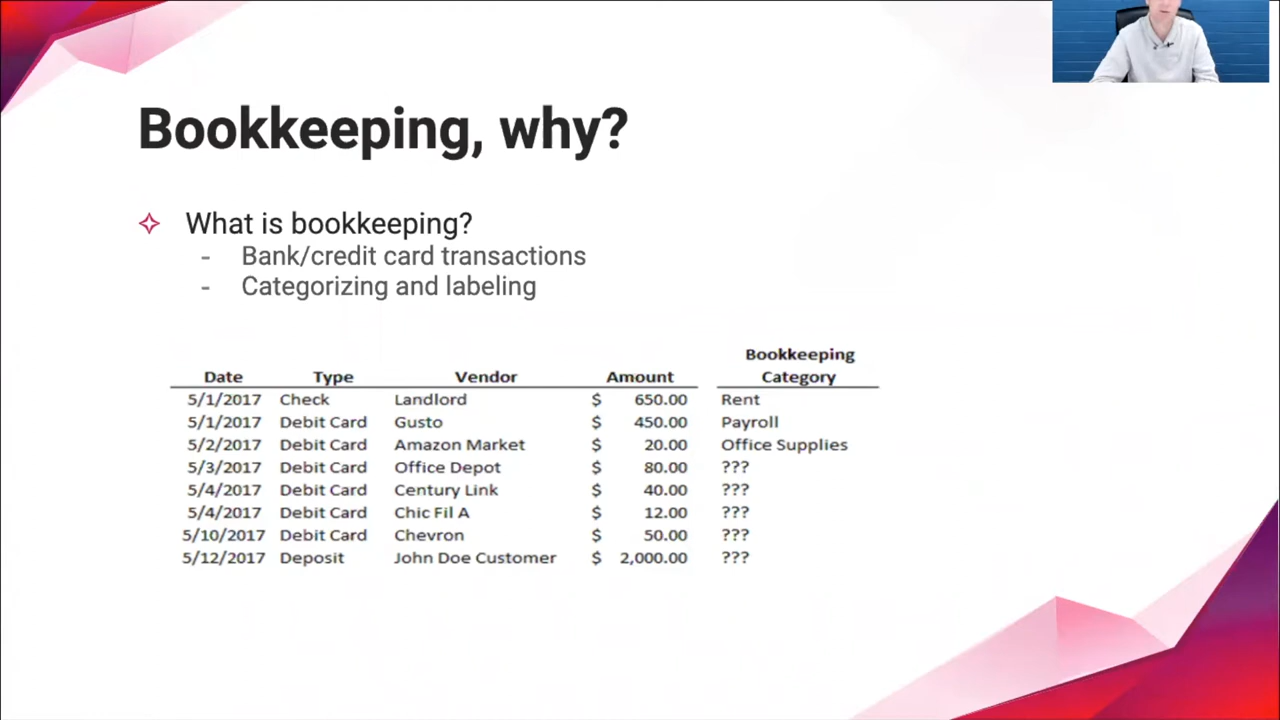 Bookkeeping, why?
What is bookkeeping?
- Bank/credit card transactions
- Categorizing and labeling
Bookkeeping
Date Type Vendor Amount Category
5/1/2017 Check Landlord $ 650.00 Rent
5/1/2017 Debit Card Gusto $ 450.00 Payroll
5/2/2017 Debit Card Amazon Market $ 20.00 Office Supplies
5/3/2017 Debit Card Office Depot $ 80.00 ???
5/4/2017 Debit Card Century Link $ 40.00 ???
5/4/2017 Debit Card Chic Fil A $ 12.00 ???
5/10/2017 Debit Card Chevron $ 50.00 ???
5/12/2017 Deposit John Doe Customer $ 2,000.00 ???